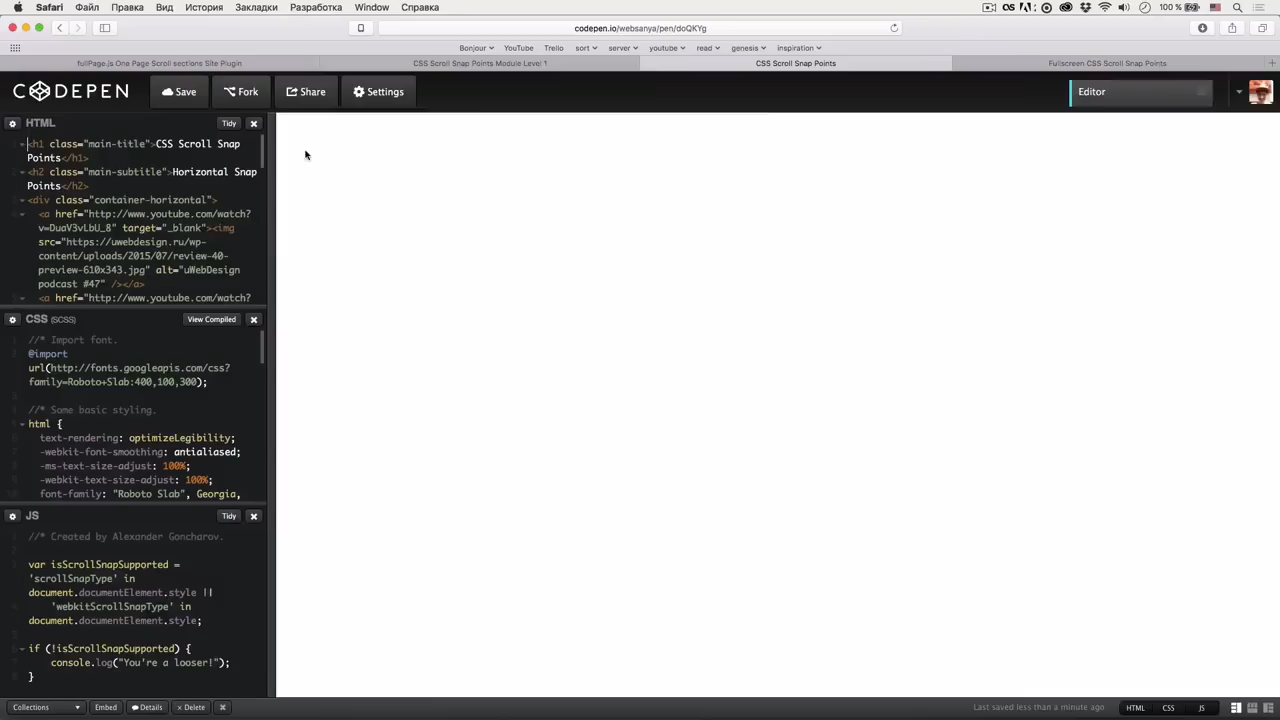 Safari Файл Правка Вид История Закладки Разработка Window Справка 100 %
codepen.io/websanya/pen/doQKYg
Bonjour YouTube Trello sort server youtube read genesis inspiration
fullPage.js One Page Scroll sections Site Plugin CSS Scroll Snap Points Module Level 1 CSS Scroll Snap Points Fullscreen CSS Scroll Snap Points
CODEPEN Save Fork Share Settings Editor
HTML Tidy
<h1 class="main-title">CSS Scroll Snap
Points</h1>
<h2 class="main-subtitle">Horizontal Snap
Points</h2>
<div class="container-horizontal">
<a href="http://www.youtube.com/watch?
v=DuaV3vLbU_8" target="_blank"><img
src="https://uwebdesign.ru/wp-
content/uploads/2015/07/review-40-
preview-610x343.jpg" alt="uWebDesign
podcast #47" /></a>
<a href="http://www.youtube.com/watch?
CSS (SCSS) View Compiled
//* Import font.
@import
url(http://fonts.googleapis.com/css?
family=Roboto+Slab:400,100,300);
//* Some basic styling.
html {
text-rendering: optimizeLegibility;
-webkit-font-smoothing: antialiased;
-ms-text-size-adjust: 100%;
-webkit-text-size-adjust: 100%;
font-family: "Roboto Slab", Georgia,
JS Tidy
//* Created by Alexander Goncharov.
var isScrollSnapSupported =
'scrollSnapType' in
document.documentElement.style ||
'webkitScrollSnapType' in
document.documentElement.style;
if (!isScrollSnapSupported) {
console.log("You're a looser!");
}
Collections Embed Details × Delete ⌘ Last saved less than a minute ago. HTML CSS JS